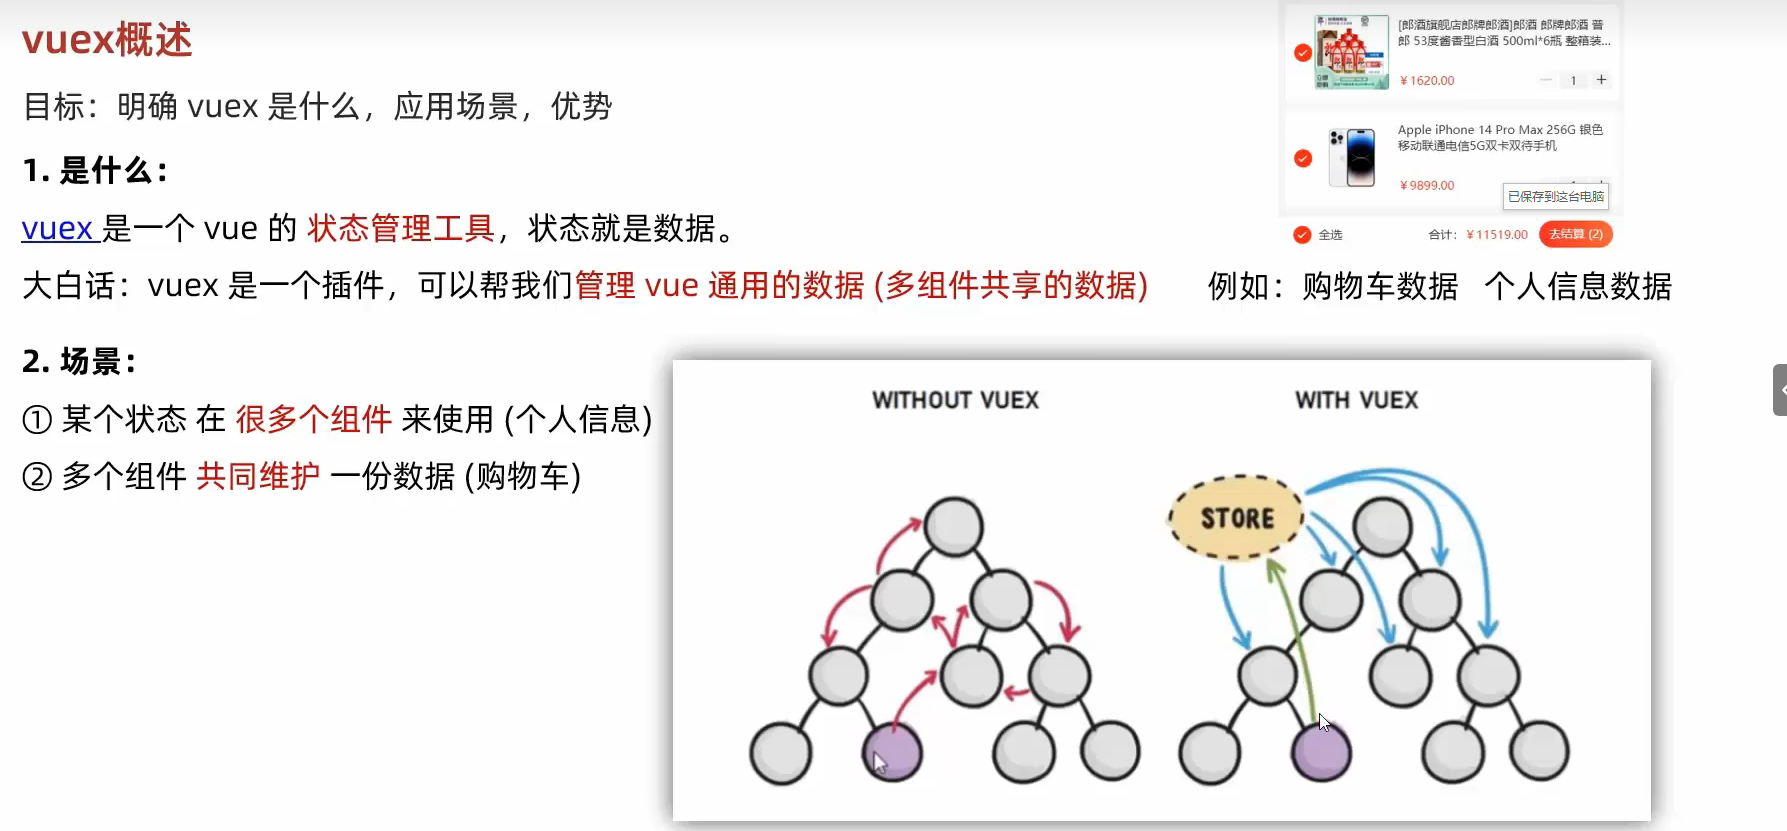 vuex概述
目标：明确 vuex 是什么，应用场景，优势
1. 是什么：
vuex 是一个 vue 的 状态管理工具，状态就是数据。
大白话：vuex 是一个插件，可以帮我们管理 vue 通用的数据 (多组件共享的数据)
例如：购物车数据 个人信息数据
[郎酒旗舰店郎牌郎酒]郎酒 郎牌郎酒 普
郎 53度酱香型白酒 500ml*6瓶 整箱装...
￥1620.00
1 +
Apple iPhone 14 Pro Max 256G 银色
移动联通电信5G双卡双待手机
￥9899.00
已保存到这台电脑
全选
合计：￥11519.00
去结算 (2)
2. 场景：
① 某个状态 在 很多个组件 来使用 (个人信息)
② 多个组件 共同维护 一份数据 (购物车)
WITHOUT VUEX
WITH VUEX
STORE